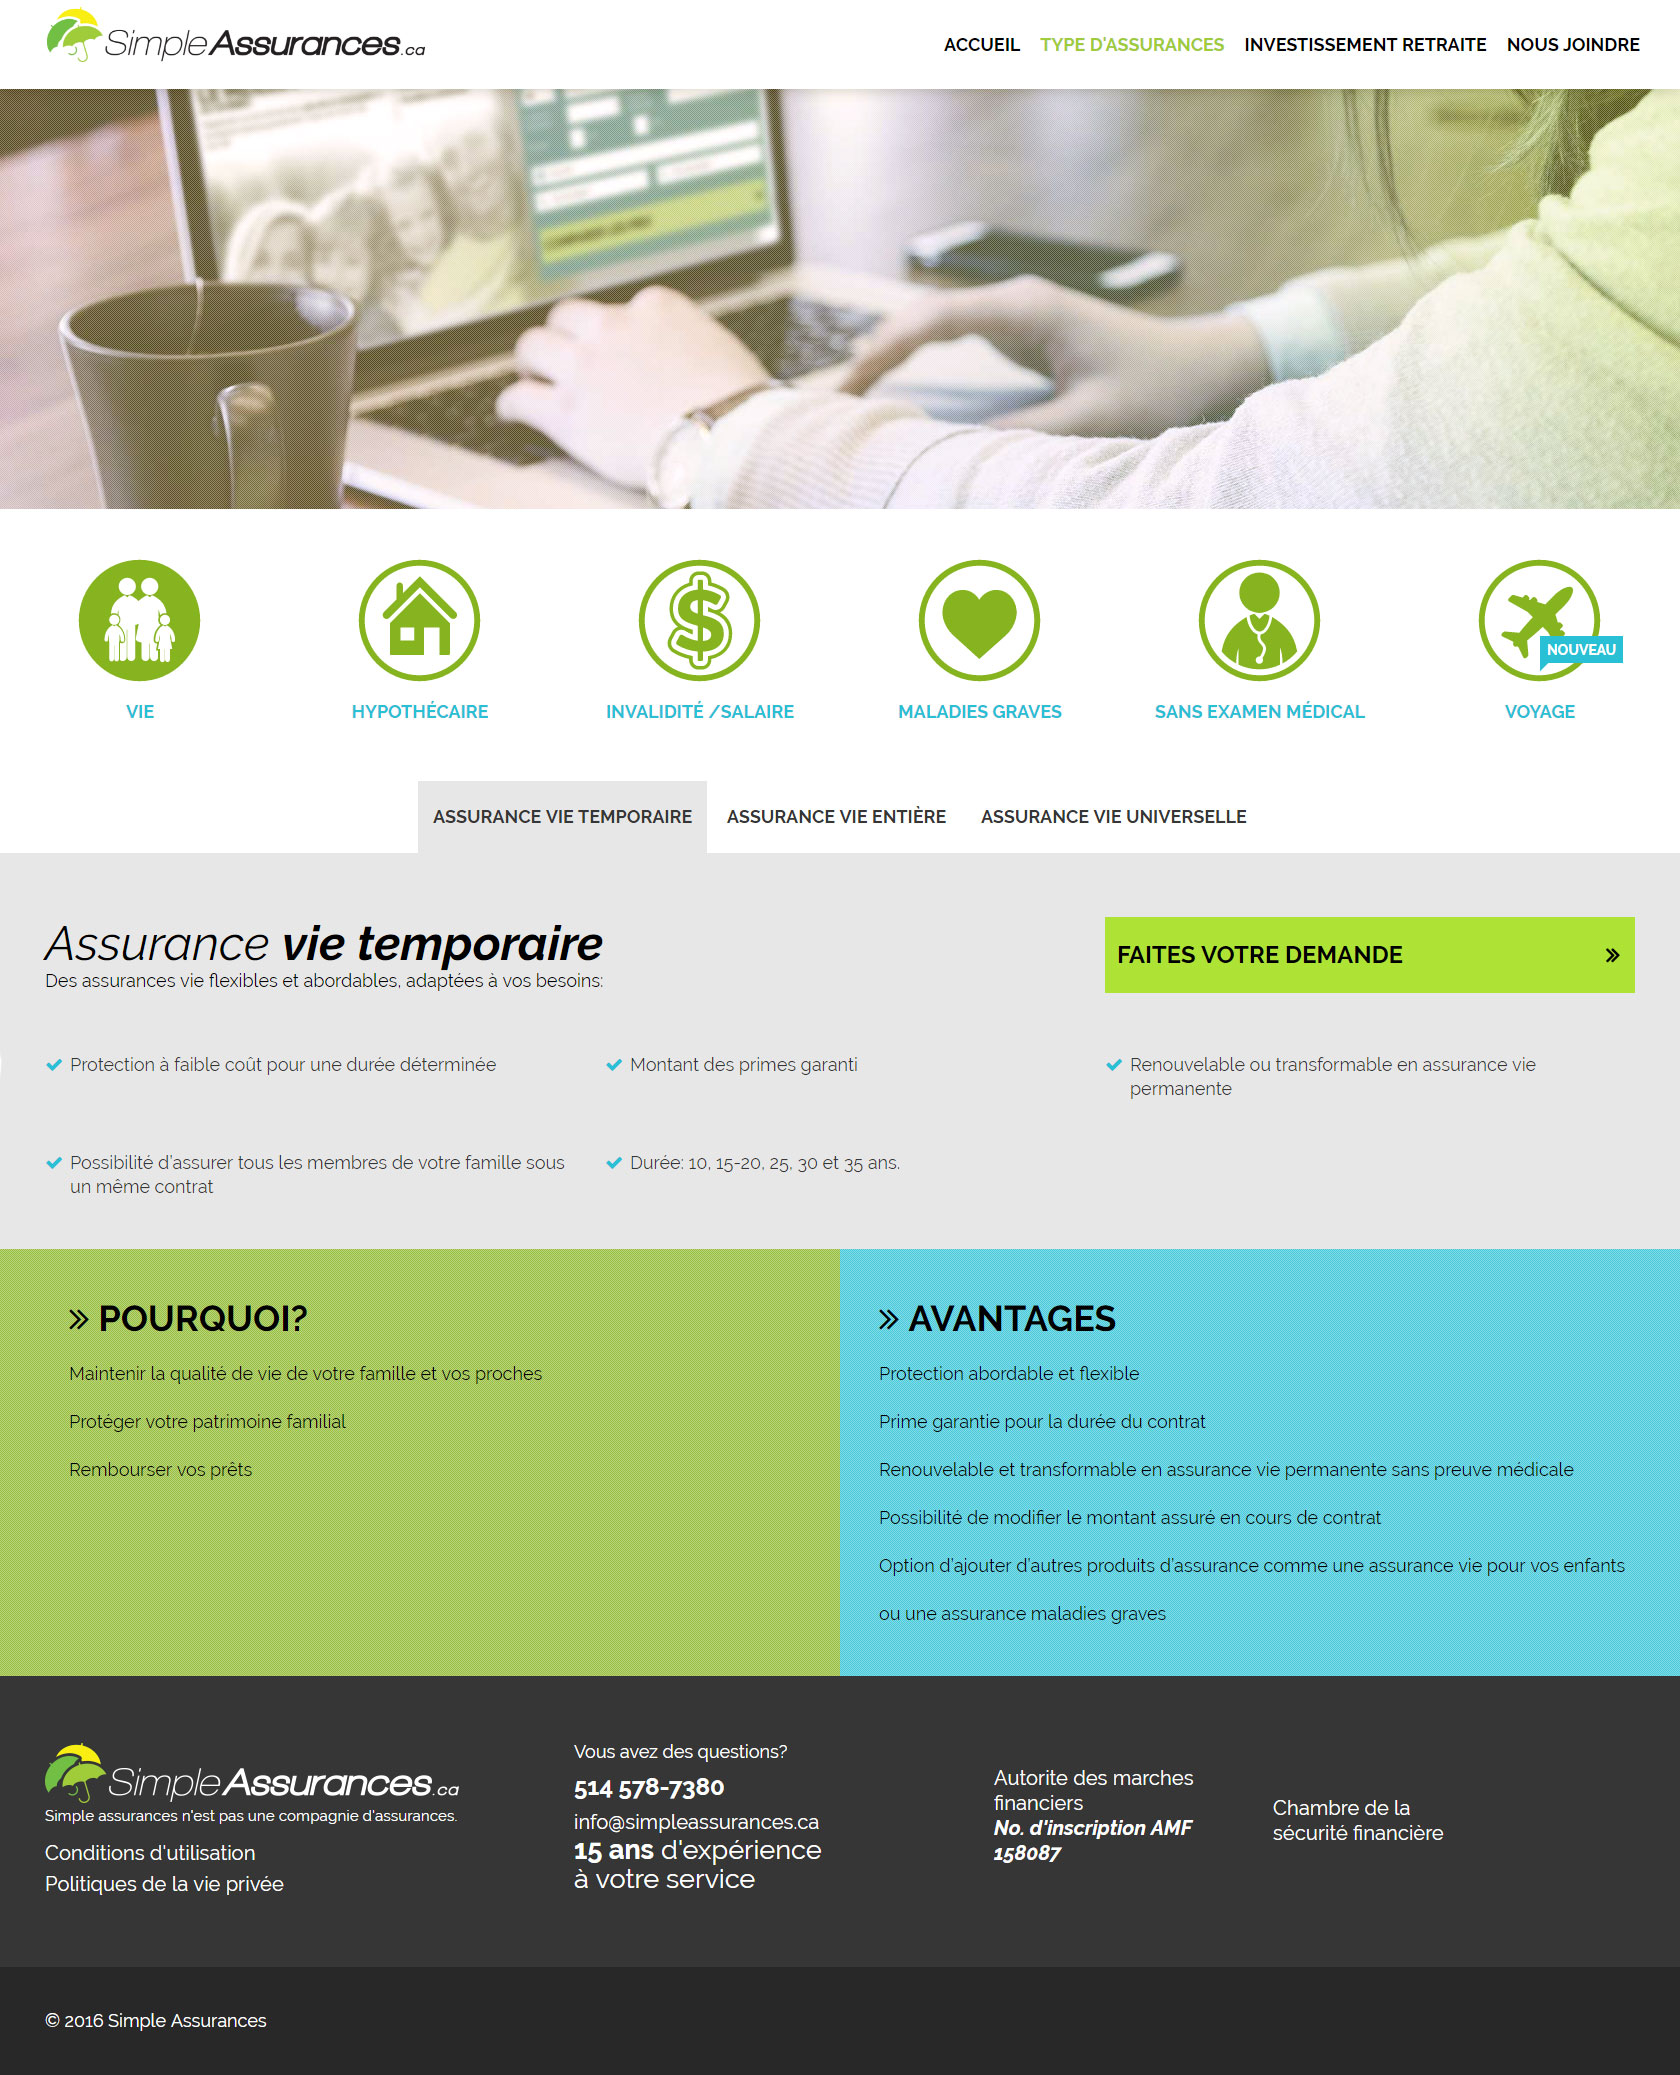 SimpleAssurances.ca
ACCUEIL TYPE D'ASSURANCES INVESTISSEMENT RETRAITE NOUS JOINDRE
NOUVEAU
VIE HYPOTHÉCAIRE INVALIDITÉ /SALAIRE MALADIES GRAVES SANS EXAMEN MÉDICAL VOYAGE
ASSURANCE VIE TEMPORAIRE ASSURANCE VIE ENTIÈRE ASSURANCE VIE UNIVERSELLE
Assurance vie temporaire
Des assurances vie flexibles et abordables, adaptées à vos besoins:
FAITES VOTRE DEMANDE »
Protection à faible coût pour une durée déterminée
Montant des primes garanti
Renouvelable ou transformable en assurance vie
permanente
Possibilité d'assurer tous les membres de votre famille sous
un même contrat
Durée: 10, 15-20, 25, 30 et 35 ans.
» POURQUOI?
Maintenir la qualité de vie de votre famille et vos proches
Protéger votre patrimoine familial
Rembourser vos prêts
» AVANTAGES
Protection abordable et flexible
Prime garantie pour la durée du contrat
Renouvelable et transformable en assurance vie permanente sans preuve médicale
Possibilité de modifier le montant assuré en cours de contrat
Option d'ajouter d'autres produits d'assurance comme une assurance vie pour vos enfants
ou une assurance maladies graves
SimpleAssurances.ca
Simple assurances n'est pas une compagnie d'assurances.
Conditions d'utilisation
Politiques de la vie privée
Vous avez des questions?
514 578-7380
info@simpleassurances.ca
15 ans d'expérience
à votre service
Autorite des marches
financiers
No. d'inscription AMF
158087
Chambre de la
sécurité financière
© 2016 Simple Assurances